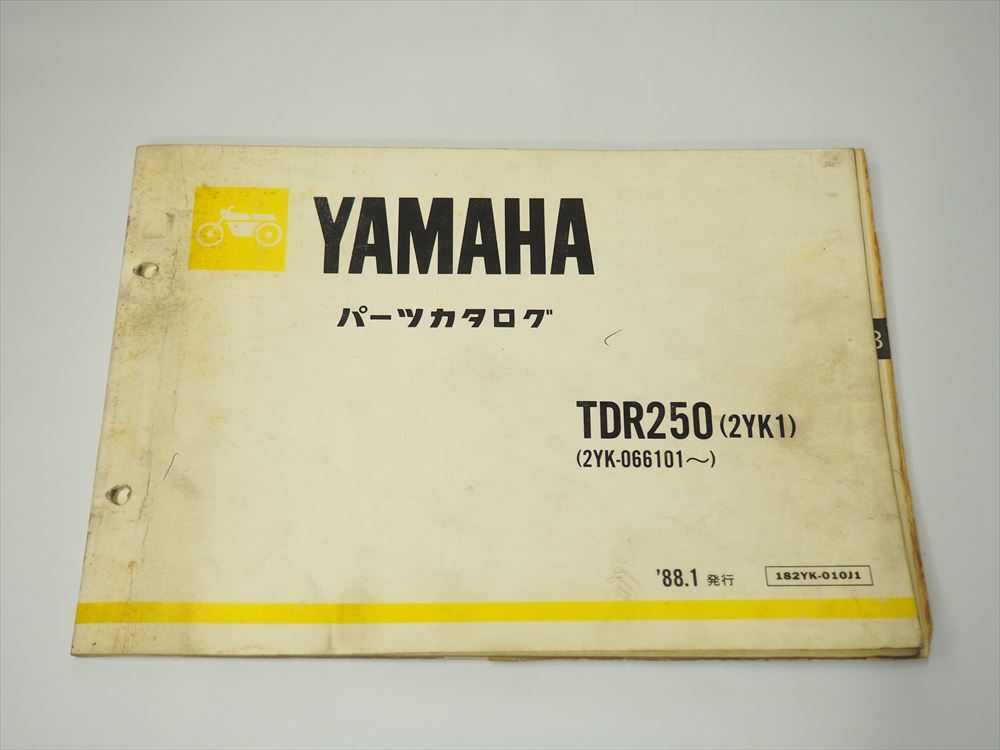 YAMAHA
パーツカタログ
TDR250 (2YK1)
(2YK-066101～)
'88.1 発行
182YK-010J1